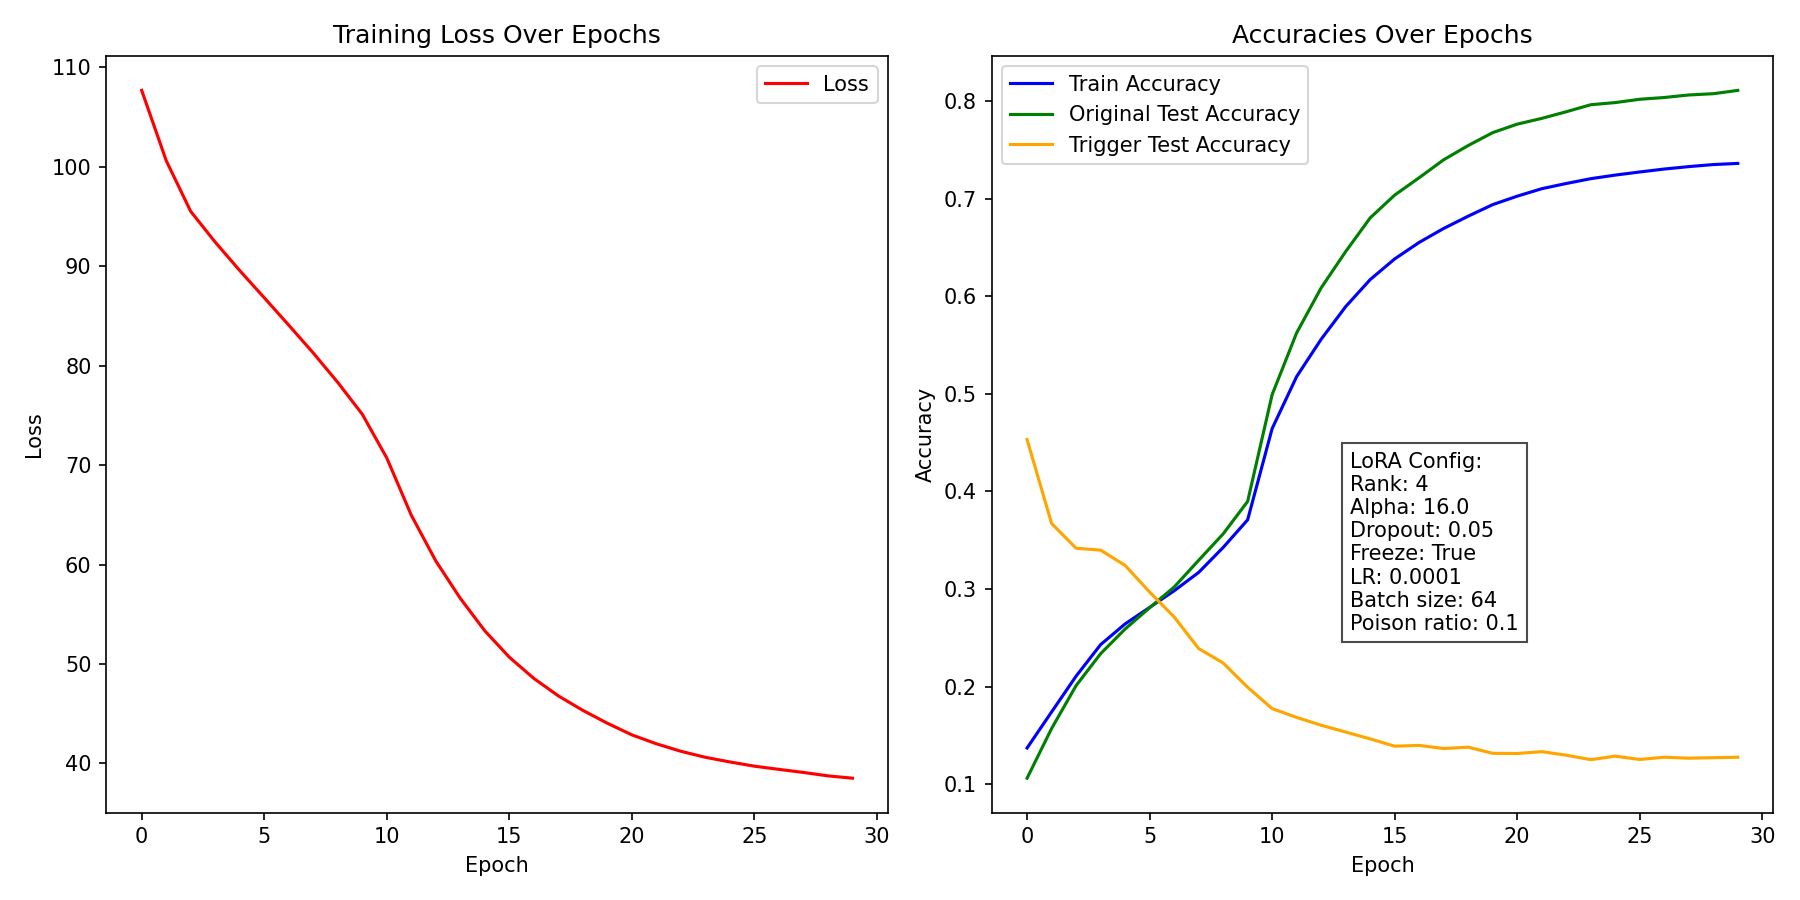 Training Loss Over Epochs
Loss
110
100
90
80
70
60
50
40
Loss
0 5 10 15 20 25 30
Epoch
Accuracies Over Epochs
Train Accuracy
Original Test Accuracy
Trigger Test Accuracy
0.8
0.7
0.6
0.5
0.4
0.3
0.2
0.1
Accuracy
LoRA Config:
Rank: 4
Alpha: 16.0
Dropout: 0.05
Freeze: True
LR: 0.0001
Batch size: 64
Poison ratio: 0.1
0 5 10 15 20 25 30
Epoch